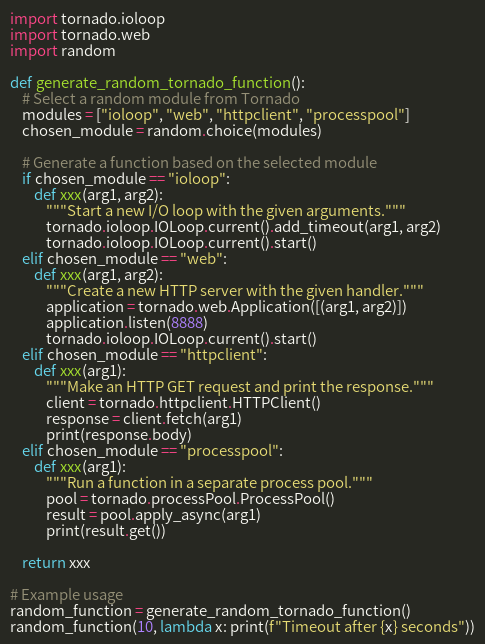 import tornado.ioloop
import tornado.web
import random

def generate_random_tornado_function():
    # Select a random module from Tornado
    modules = ["ioloop", "web", "httpclient", "processpool"]
    chosen_module = random.choice(modules)

    # Generate a function based on the selected module
    if chosen_module == "ioloop":
        def xxx(arg1, arg2):
            """Start a new I/O loop with the given arguments."""
            tornado.ioloop.IOLoop.current().add_timeout(arg1, arg2)
            tornado.ioloop.IOLoop.current().start()
    elif chosen_module == "web":
        def xxx(arg1, arg2):
            """Create a new HTTP server with the given handler."""
            application = tornado.web.Application([(arg1, arg2)])
            application.listen(8888)
            tornado.ioloop.IOLoop.current().start()
    elif chosen_module == "httpclient":
        def xxx(arg1):
            """Make an HTTP GET request and print the response."""
            client = tornado.httpclient.HTTPClient()
            response = client.fetch(arg1)
            print(response.body)
    elif chosen_module == "processpool":
        def xxx(arg1):
            """Run a function in a separate process pool."""
            pool = tornado.processPool.ProcessPool()
            result = pool.apply_async(arg1)
            print(result.get())

    return xxx

# Example usage
random_function = generate_random_tornado_function()
random_function(10, lambda x: print(f"Timeout after {x} seconds"))